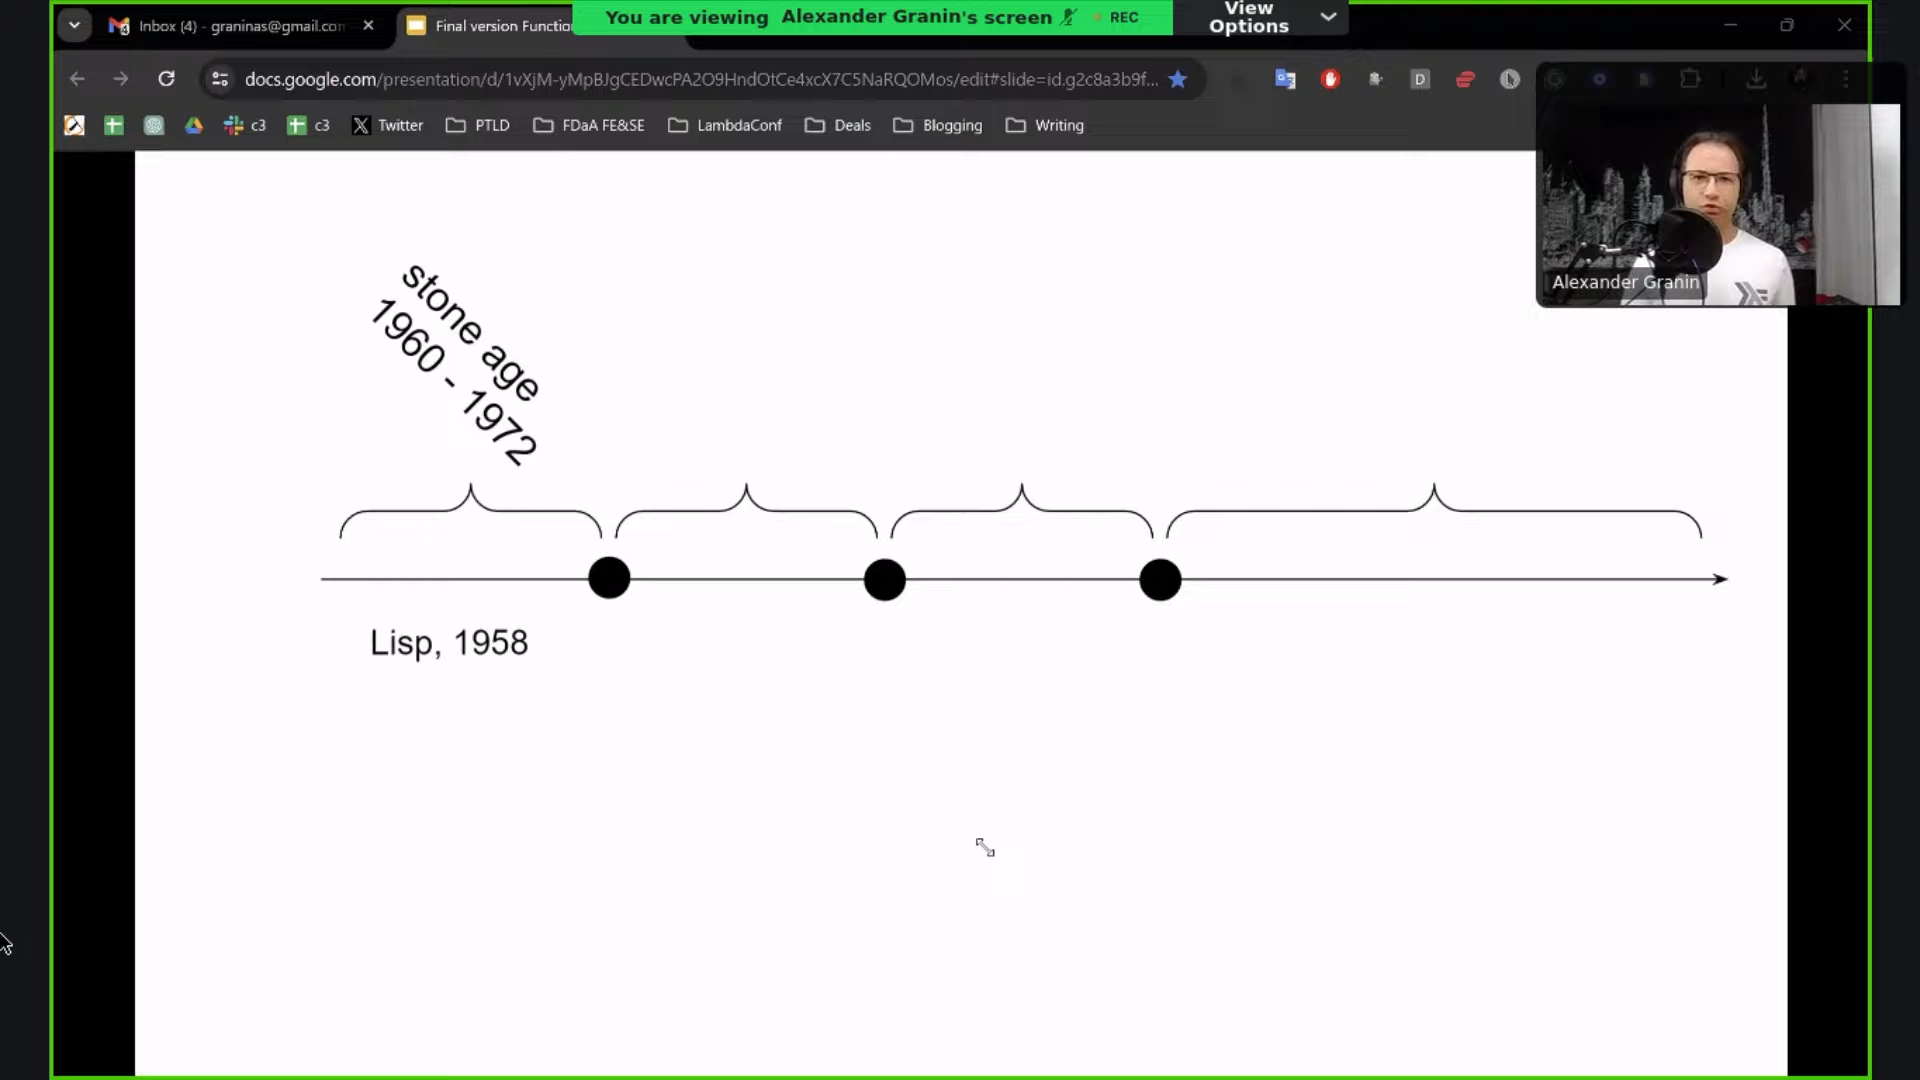 Inbox (4) - graninas@gmail.com
Final version Functio
You are viewing Alexander Granin's screen
REC
View Options
docs.google.com/presentation/d/1vXjM-yMpBJgCEDwcPA2O9HndOtCe4xcX7C5NaRQOMos/edit#slide=id.g2c8a3b9f...
c3
c3
Twitter
PTLD
FDaA FE&SE
LambdaConf
Deals
Blogging
Writing
Alexander Granin
stone age
1960 - 1972
Lisp, 1958